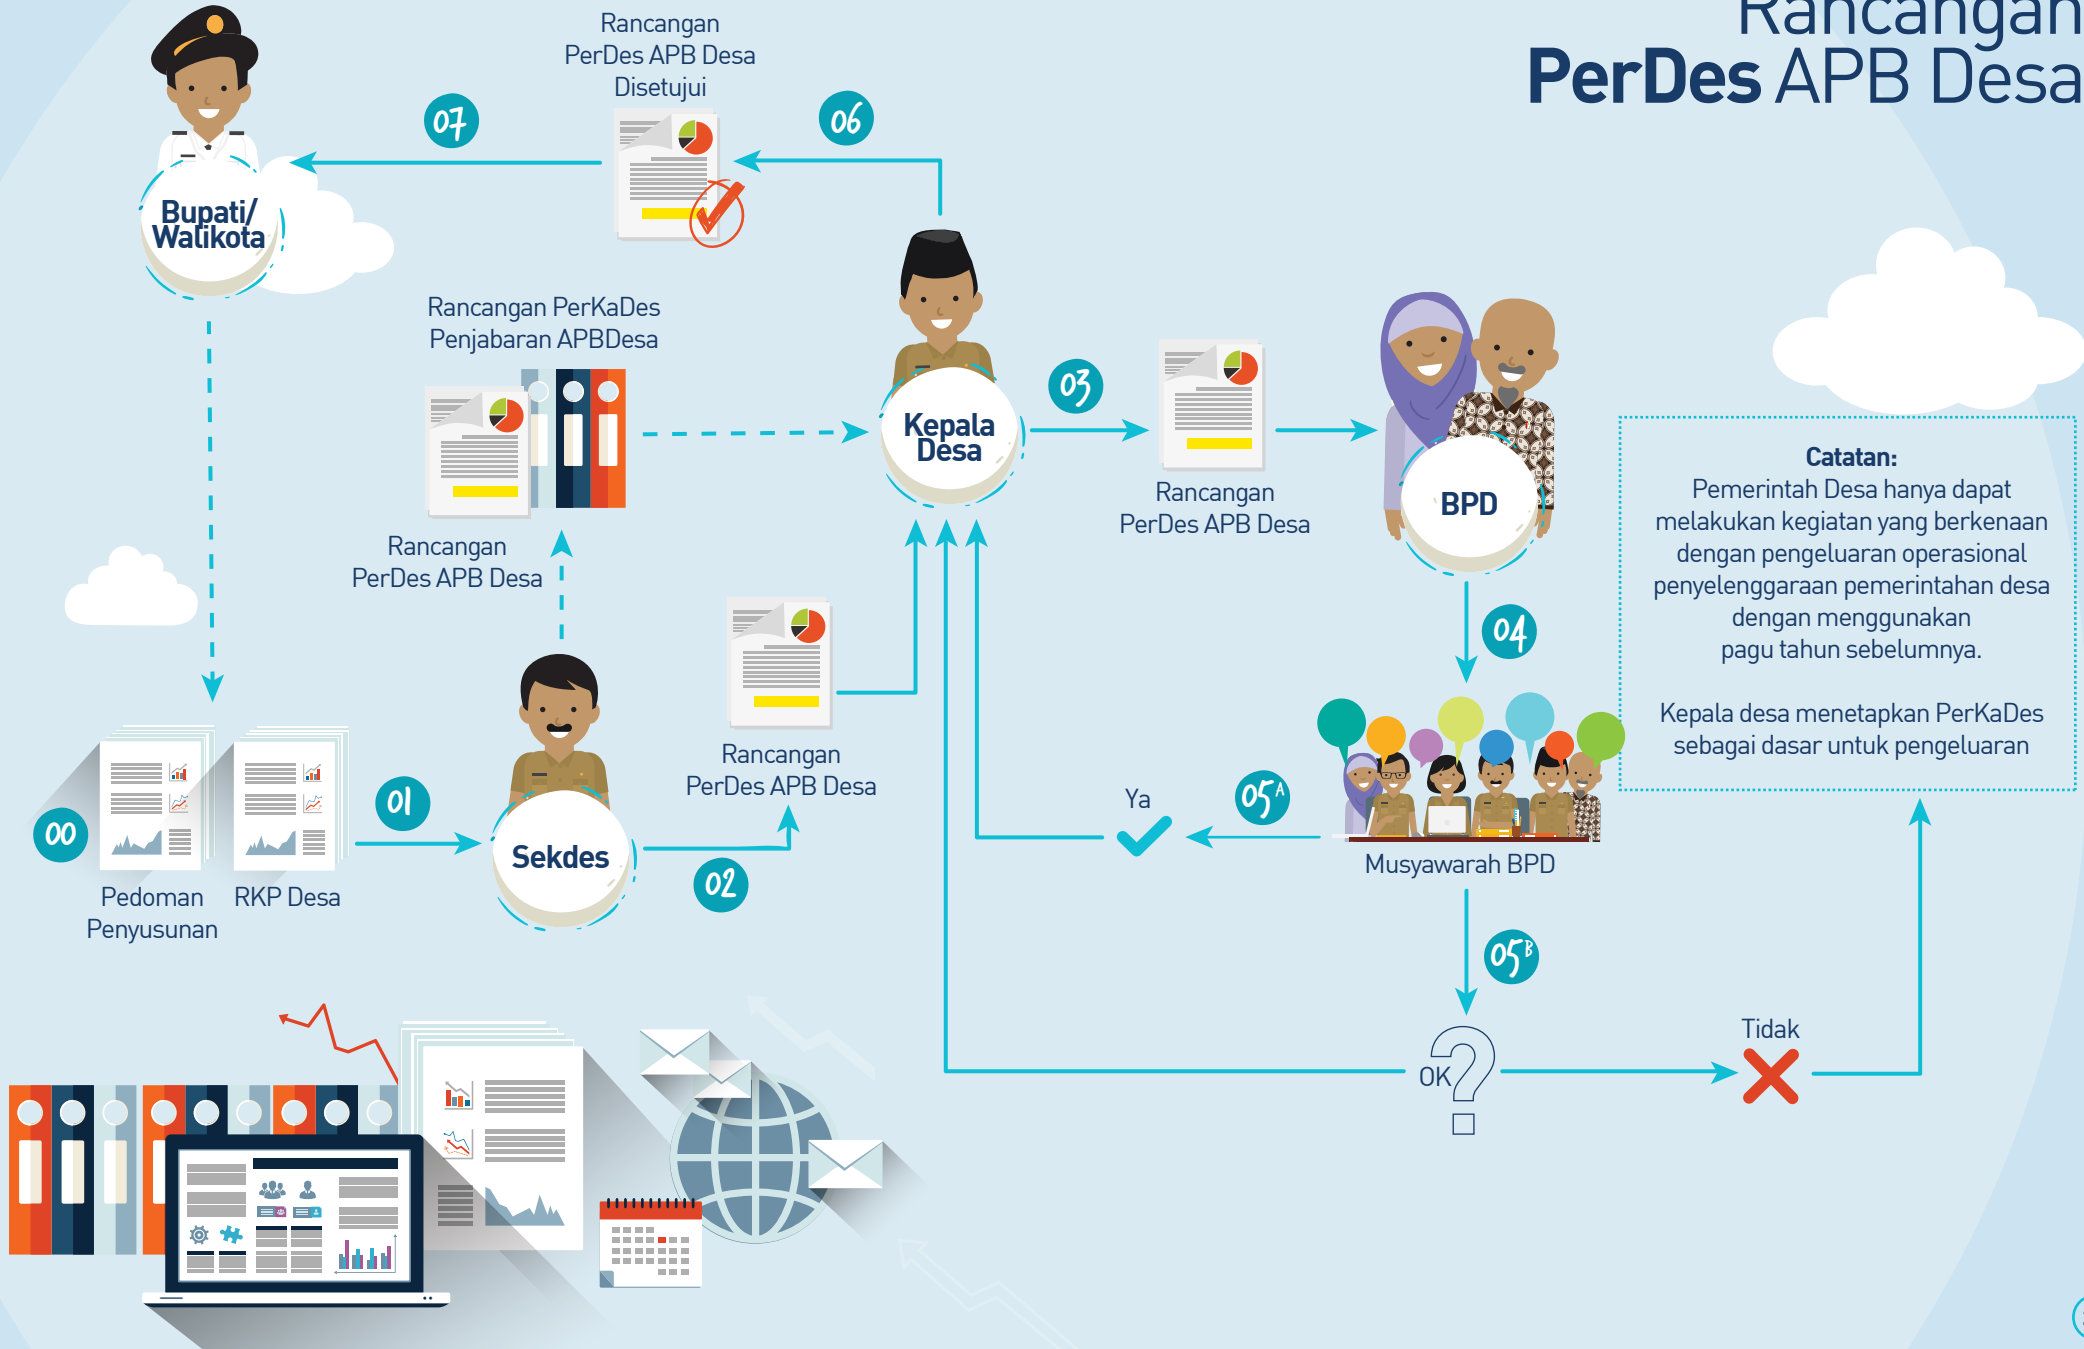 Rancangan
PerDes APB Desa
Rancangan
PerDes APB Desa
Disetujui
07
06
Bupati/
Walikota
Rancangan PerKaDes
Penjabaran APBDesa
Kepala
Desa
03
Rancangan
PerDes APB Desa
BPD
Catatan:
Pemerintah Desa hanya dapat
melakukan kegiatan yang berkenaan
dengan pengeluaran operasional
penyelenggaraan pemerintahan desa
dengan menggunakan
pagu tahun sebelumnya.
Kepala desa menetapkan PerKaDes
sebagai dasar untuk pengeluaran
Rancangan
PerDes APB Desa
04
Rancangan
PerDes APB Desa
00
Pedoman
Penyusunan
RKP Desa
01
Sekdes
02
Ya
05A
Musyawarah BPD
05B
OK
?
Tidak